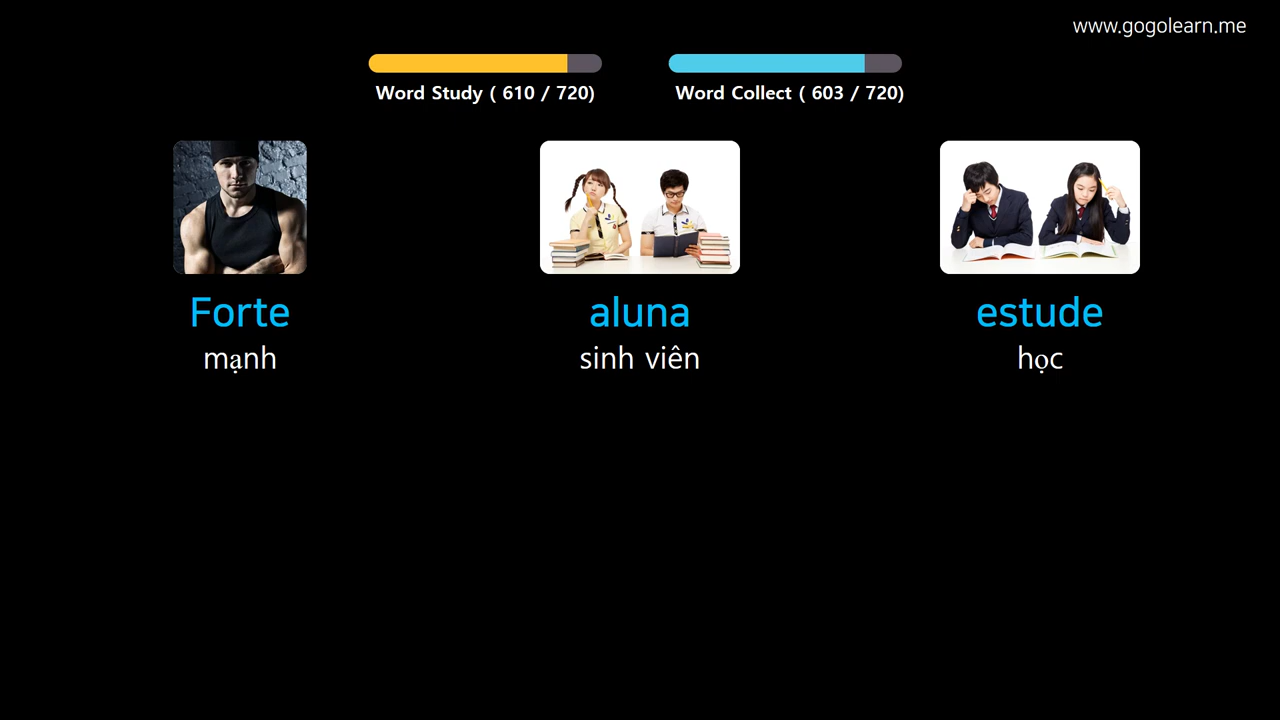 www.gogolearn.me
Word Study ( 610 / 720)
Word Collect ( 603 / 720)
Forte
aluna
estude
mạnh
sinh viên
học